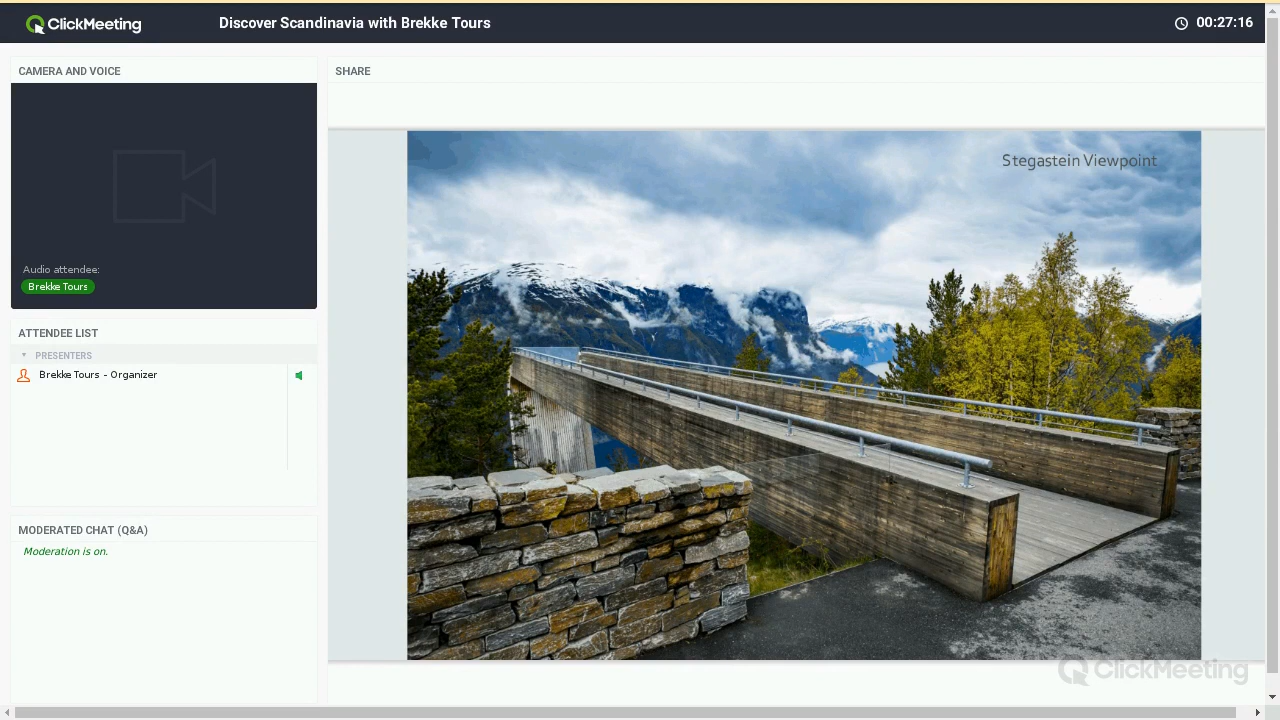 ClickMeeting
Discover Scandinavia with Brekke Tours
00:27:16
CAMERA AND VOICE
Audio attendee:
Brekke Tours
ATTENDEE LIST
PRESENTERS
Brekke Tours - Organizer
MODERATED CHAT (Q&A)
Moderation is on.
SHARE
Stegastein Viewpoint
ClickMeeting